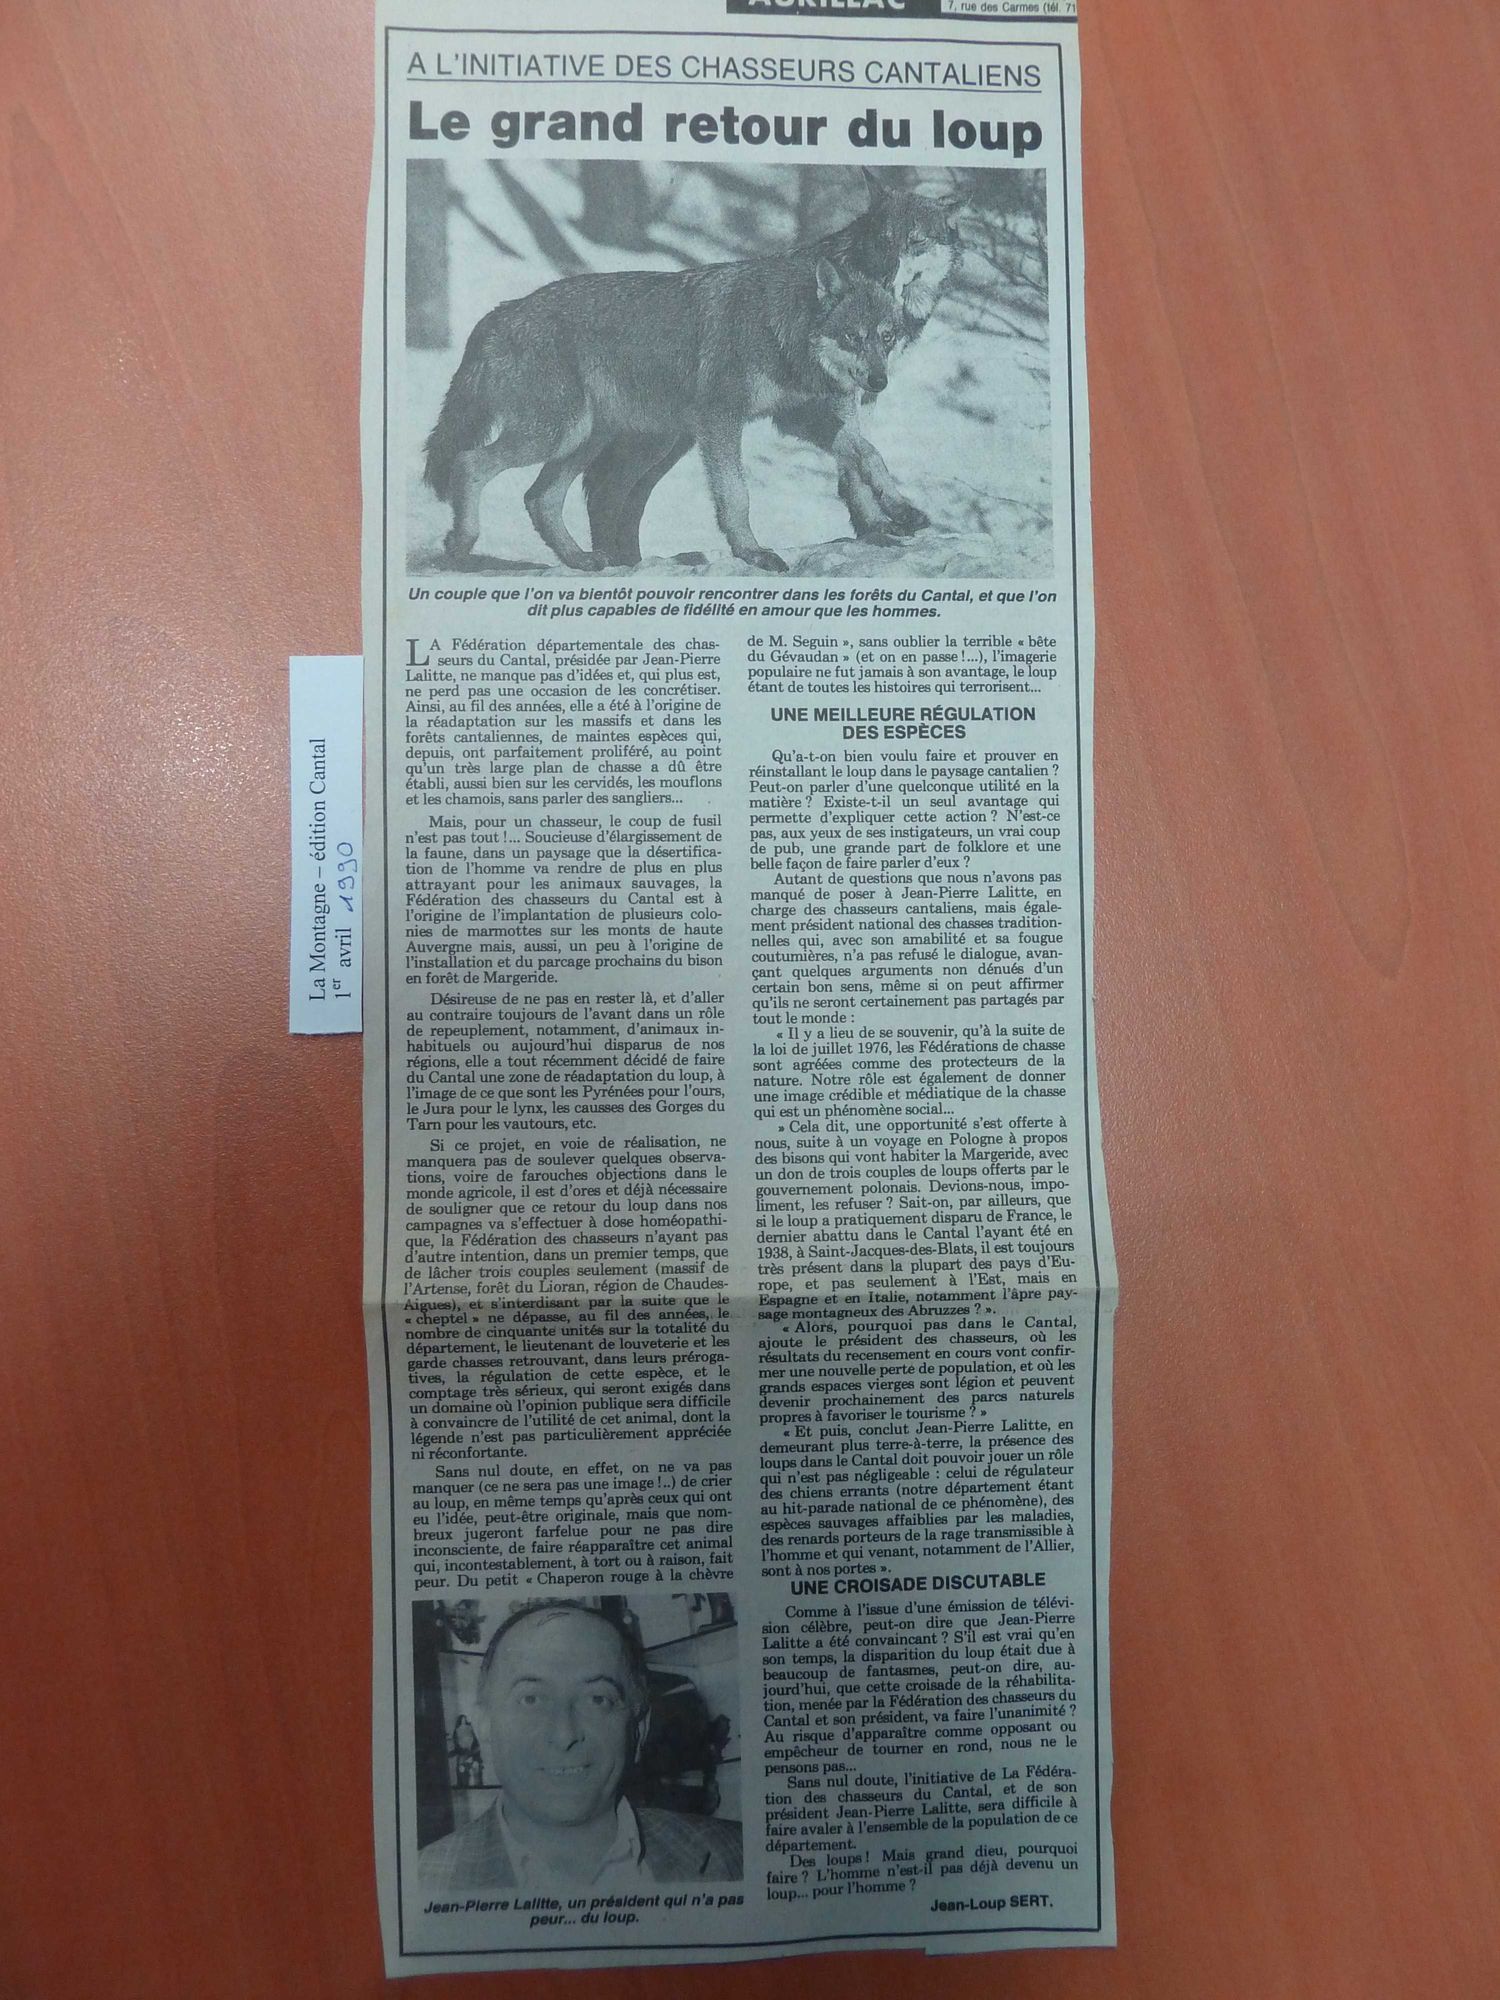 AURILLAC
7, rue des Carmes (tél. 71
A L'INITIATIVE DES CHASSEURS CANTALIENS
Le grand retour du loup
Un couple que l'on va bientôt pouvoir rencontrer dans les forêts du Cantal, et que l'on
dit plus capables de fidélité en amour que les hommes.
LA Fédération départementale des chas-
seurs du Cantal, présidée par Jean-Pierre
Lalitte, ne manque pas d'idées et, qui plus est,
ne perd pas une occasion de les concrétiser.
Ainsi, au fil des années, elle a été à l'origine de
la réadaptation sur les massifs et dans les
forêts cantaliennes, de maintes espèces qui,
depuis, ont parfaitement proliféré, au point
qu'un très large plan de chasse a dû être
établi, aussi bien sur les cervidés, les mouflons
et les chamois, sans parler des sangliers...
Mais, pour un chasseur, le coup de fusil
n'est pas tout !... Soucieuse d'élargissement de
la faune, dans un paysage que la désertifica-
tion de l'homme va rendre de plus en plus
attrayant pour les animaux sauvages, la
Fédération des chasseurs du Cantal est à
l'origine de l'implantation de plusieurs colo-
nies de marmottes sur les monts de haute
Auvergne mais, aussi, un peu à l'origine de
l'installation et du parcage prochains du bison
en forêt de Margeride.
Désireuse de ne pas en rester là, et d'aller
au contraire toujours de l'avant dans un rôle
de repeuplement, notamment, d'animaux in-
habituels ou aujourd'hui disparus de nos
régions, elle a tout récemment décidé de faire
du Cantal une zone de réadaptation du loup, à
l'image de ce que sont les Pyrénées pour l'ours,
le Jura pour le lynx, les causses des Gorges du
Tarn pour les vautours, etc.
Si ce projet, en voie de réalisation, ne
manquera pas de soulever quelques observa-
tions, voire de farouches objections dans le
monde agricole, il est d'ores et déjà nécessaire
de souligner que ce retour du loup dans nos
campagnes va s'effectuer à dose homéopathi-
que, la Fédération des chasseurs n'ayant pas
d'autre intention, dans un premier temps, que
de lâcher trois couples seulement (massif de
l'Artense, forêt du Lioran, région de Chaudes-
Aigues), et s'interdisant par la suite que le
« cheptel » ne dépasse, au fil des années, le
nombre de cinquante unités sur la totalité du
département, le lieutenant de louveterie et les
garde chasses retrouvant, dans leurs préroga-
tives, la régulation de cette espèce, et le
comptage très sérieux, qui seront exigés dans
un domaine où l'opinion publique sera difficile
à convaincre de l'utilité de cet animal, dont la
légende n'est pas particulièrement appréciée
ni réconfortante.
Sans nul doute, en effet, on ne va pas
manquer (ce ne sera pas une image !..) de crier
au loup, en même temps qu'après ceux qui ont
eu l'idée, peut-être originale, mais que nom-
breux jugeront farfelue pour ne pas dire
inconsciente, de faire réapparaître cet animal
qui, incontestablement, à tort ou à raison, fait
peur. Du petit « Chaperon rouge à la chèvre
Jean-Pierre Lalitte, un président qui n'a pas
peur... du loup.
de M. Seguin », sans oublier la terrible « bête
du Gévaudan » (et on en passe !...), l'imagerie
populaire ne fut jamais à son avantage, le loup
étant de toutes les histoires qui terrorisent...
UNE MEILLEURE RÉGULATION
DES ESPÈCES
Qu'a-t-on bien voulu faire et prouver en
réinstallant le loup dans le paysage cantalien ?
Peut-on parler d'une quelconque utilité en la
matière ? Existe-t-il un seul avantage qui
permette d'expliquer cette action ? N'est-ce
pas, aux yeux de ses instigateurs, un vrai coup
de pub, une grande part de folklore et une
belle façon de faire parler d'eux ?
Autant de questions que nous n'avons pas
manqué de poser à Jean-Pierre Lalitte, en
charge des chasseurs cantaliens, mais égale-
ment président national des chasses tradition-
nelles qui, avec son amabilité et sa fougue
coutumières, n'a pas refusé le dialogue, avan-
çant quelques arguments non dénués d'un
certain bon sens, même si on peut affirmer
qu'ils ne seront certainement pas partagés par
tout le monde :
« Il y a lieu de se souvenir, qu'à la suite de
la loi de juillet 1976, les Fédérations de chasse
sont agréées comme des protecteurs de la
nature. Notre rôle est également de donner
une image crédible et médiatique de la chasse
qui est un phénomène social...
» Cela dit, une opportunité s'est offerte à
nous, suite à un voyage en Pologne à propos
des bisons qui vont habiter la Margeride, avec
un don de trois couples de loups offerts par le
gouvernement polonais. Devions-nous, impo-
liment, les refuser ? Sait-on, par ailleurs, que
si le loup a pratiquement disparu de France, le
dernier abattu dans le Cantal l'ayant été en
1938, à Saint-Jacques-des-Blats, il est toujours
très présent dans la plupart des pays d'Eu-
rope, et pas seulement à l'Est, mais en
Espagne et en Italie, notamment l'âpre pay-
sage montagneux des Abruzzes ? ».
« Alors, pourquoi pas dans le Cantal,
ajoute le président des chasseurs, où les
résultats du recensement en cours vont confir-
mer une nouvelle perte de population, et où les
grands espaces vierges sont légion et peuvent
devenir prochainement des parcs naturels
propres à favoriser le tourisme ? »
« Et puis, conclut Jean-Pierre Lalitte, en
demeurant plus terre-à-terre, la présence des
loups dans le Cantal doit pouvoir jouer un rôle
qui n'est pas négligeable : celui de régulateur
des chiens errants (notre département étant
au hit-parade national de ce phénomène), des
espèces sauvages affaiblies par les maladies,
des renards porteurs de la rage transmissible à
l'homme et qui venant, notamment de l'Allier,
sont à nos portes ».
UNE CROISADE DISCUTABLE
Comme à l'issue d'une émission de télévi-
sion célèbre, peut-on dire que Jean-Pierre
Lalitte a été convaincant ? S'il est vrai qu'en
son temps, la disparition du loup était due à
beaucoup de fantasmes, peut-on dire, au-
jourd'hui, que cette croisade de la réhabilita-
tion, menée par la Fédération des chasseurs du
Cantal et son président, va faire l'unanimité ?
Au risque d'apparaître comme opposant ou
empêcheur de tourner en rond, nous ne le
pensons pas...
Sans nul doute, l'initiative de La Fédéra-
tion des chasseurs du Cantal, et de son
président Jean-Pierre Lalitte, sera difficile à
faire avaler à l'ensemble de la population de ce
département.
Des loups ! Mais grand dieu, pourquoi
faire ? L'homme n'est-il pas déjà devenu un
loup... pour l'homme ?
Jean-Loup SERT.
La Montagne – édition Cantal
1er avril 1990